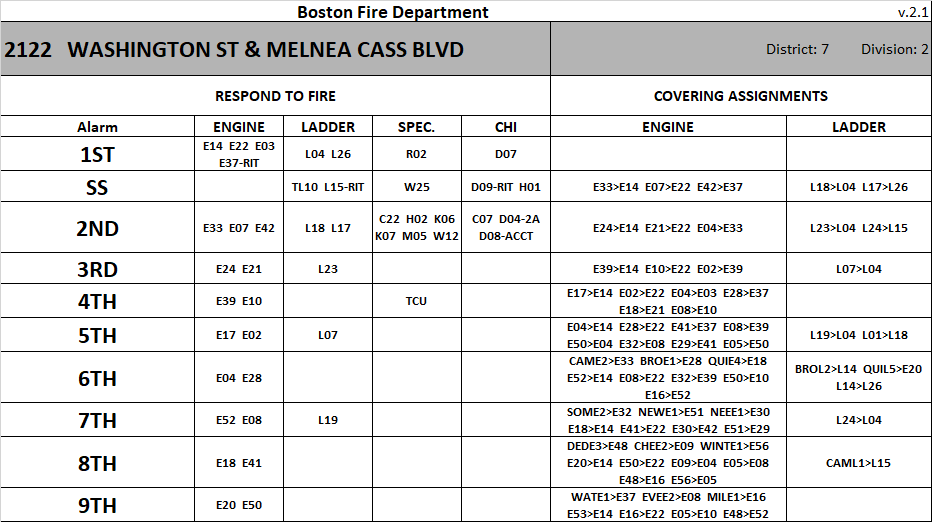 Boston Fire Department v.2.1
2122 WASHINGTON ST & MELNEA CASS BLVD District: 7 Division: 2
RESPOND TO FIRE COVERING ASSIGNMENTS
Alarm ENGINE LADDER SPEC. CHI ENGINE LADDER
1ST E14 E22 E03 L04 L26 R02 D07
E37-RIT
SS TL10 L15-RIT W25 D09-RIT H01 E33>E14 E07>E22 E42>E37 L18>L04 L17>L26
2ND E33 E07 E42 L18 L17 C22 H02 K06 C07 D04-2A E24>E14 E21>E22 E04>E33 L23>L04 L24>L15
K07 M05 W12 D08-ACCT
3RD E24 E21 L23 E39>E14 E10>E22 E02>E39 L07>L04
4TH E39 E10 TCU E17>E14 E02>E22 E04>E03 E28>E37
E18>E21 E08>E10
5TH E17 E02 L07 E04>E14 E28>E22 E41>E37 E08>E39 L19>L04 L01>L18
E50>E04 E32>E08 E29>E41 E05>E50
6TH E04 E28 CAME2>E33 BROE1>E28 QUIE4>E18 BROL2>L14 QUIL5>E20
E52>E14 E08>E22 E32>E39 E50>E10 L14>L26
E16>E52
7TH E52 E08 L19 SOME2>E32 NEWE1>E51 NEEE1>E30 L24>L04
E18>E14 E41>E22 E30>E42 E51>E29
8TH E18 E41 DEDE3>E48 CHEE2>E09 WINTE1>E56 CAML1>L15
E20>E14 E50>E22 E09>E04 E05>E08
E48>E16 E56>E05
9TH E20 E50 WATE1>E37 EVEE2>E08 MILE1>E16
E53>E14 E16>E22 E05>E10 E48>E52